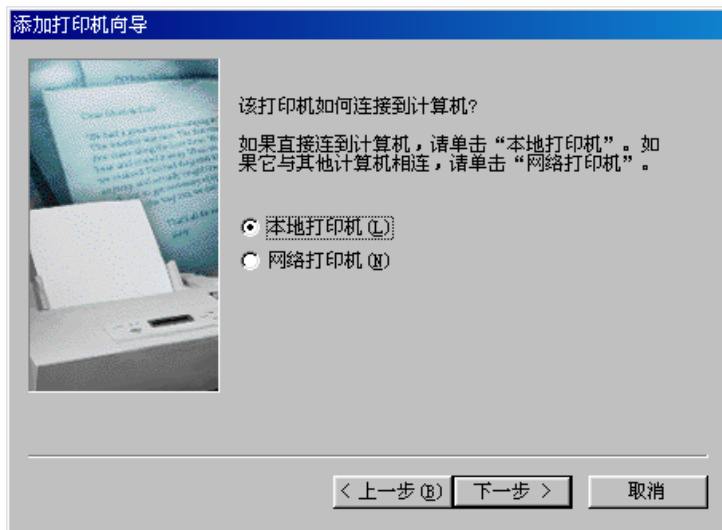 添加打印机向导
该打印机如何连接到计算机?
如果直接连到计算机，请单击“本地打印机”。如
果它与其他计算机相连，请单击“网络打印机”。
本地打印机(L)
网络打印机(N)
< 上一步(B)
下一步 >
取消